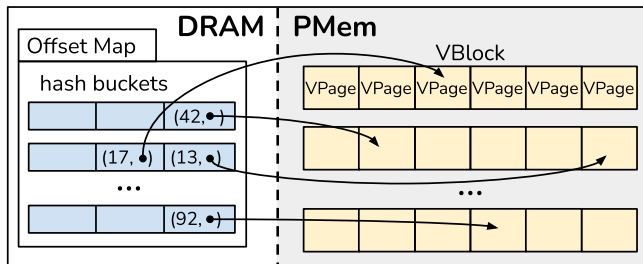 DRAM PMem
Offset Map
VBlock
hash buckets
VPage VPage VPage VPage VPage VPage
(42, )
(17, ) (13, )
...
...
(92, )